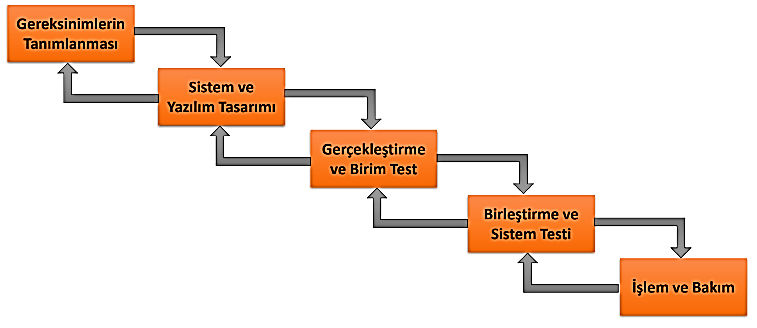 Gereksinimlerin
Tanımlanması
Sistem ve
Yazılım Tasarımı
Gerçekleştirme
ve Birim Test
Birleştirme ve
Sistem Testi
İşlem ve Bakım